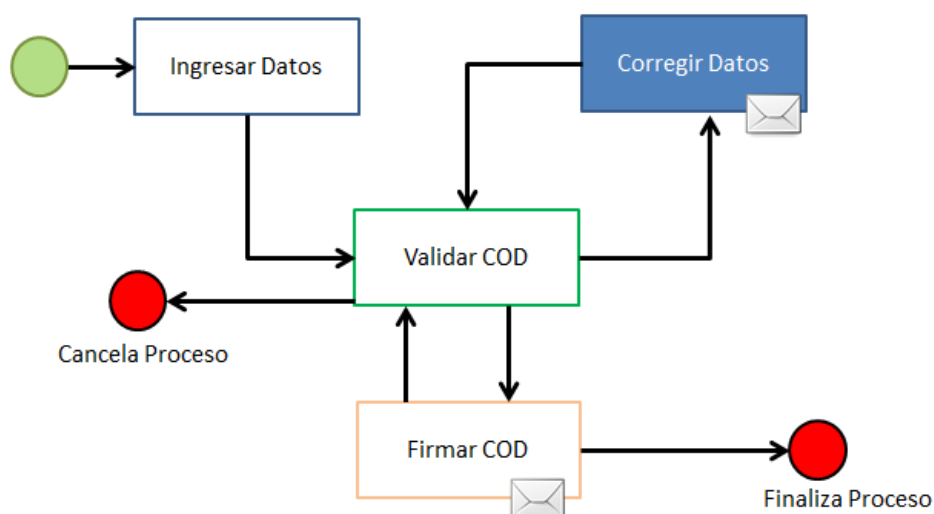 Ingresar Datos
Corregir Datos
Validar COD
Cancela Proceso
Firmar COD
Finaliza Proceso